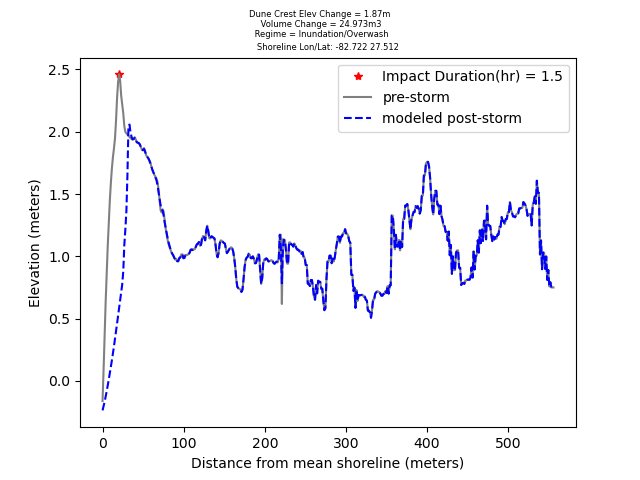 Dune Crest Elev Change = 1.87m
Volume Change = 24.973m3
Regime = Inundation/Overwash
Shoreline Lon/Lat: -82.722 27.512
Impact Duration(hr) = 1.5
pre-storm
modeled post-storm
Elevation (meters)
2.5
2.0
1.5
1.0
0.5
0.0
0 100 200 300 400 500
Distance from mean shoreline (meters)